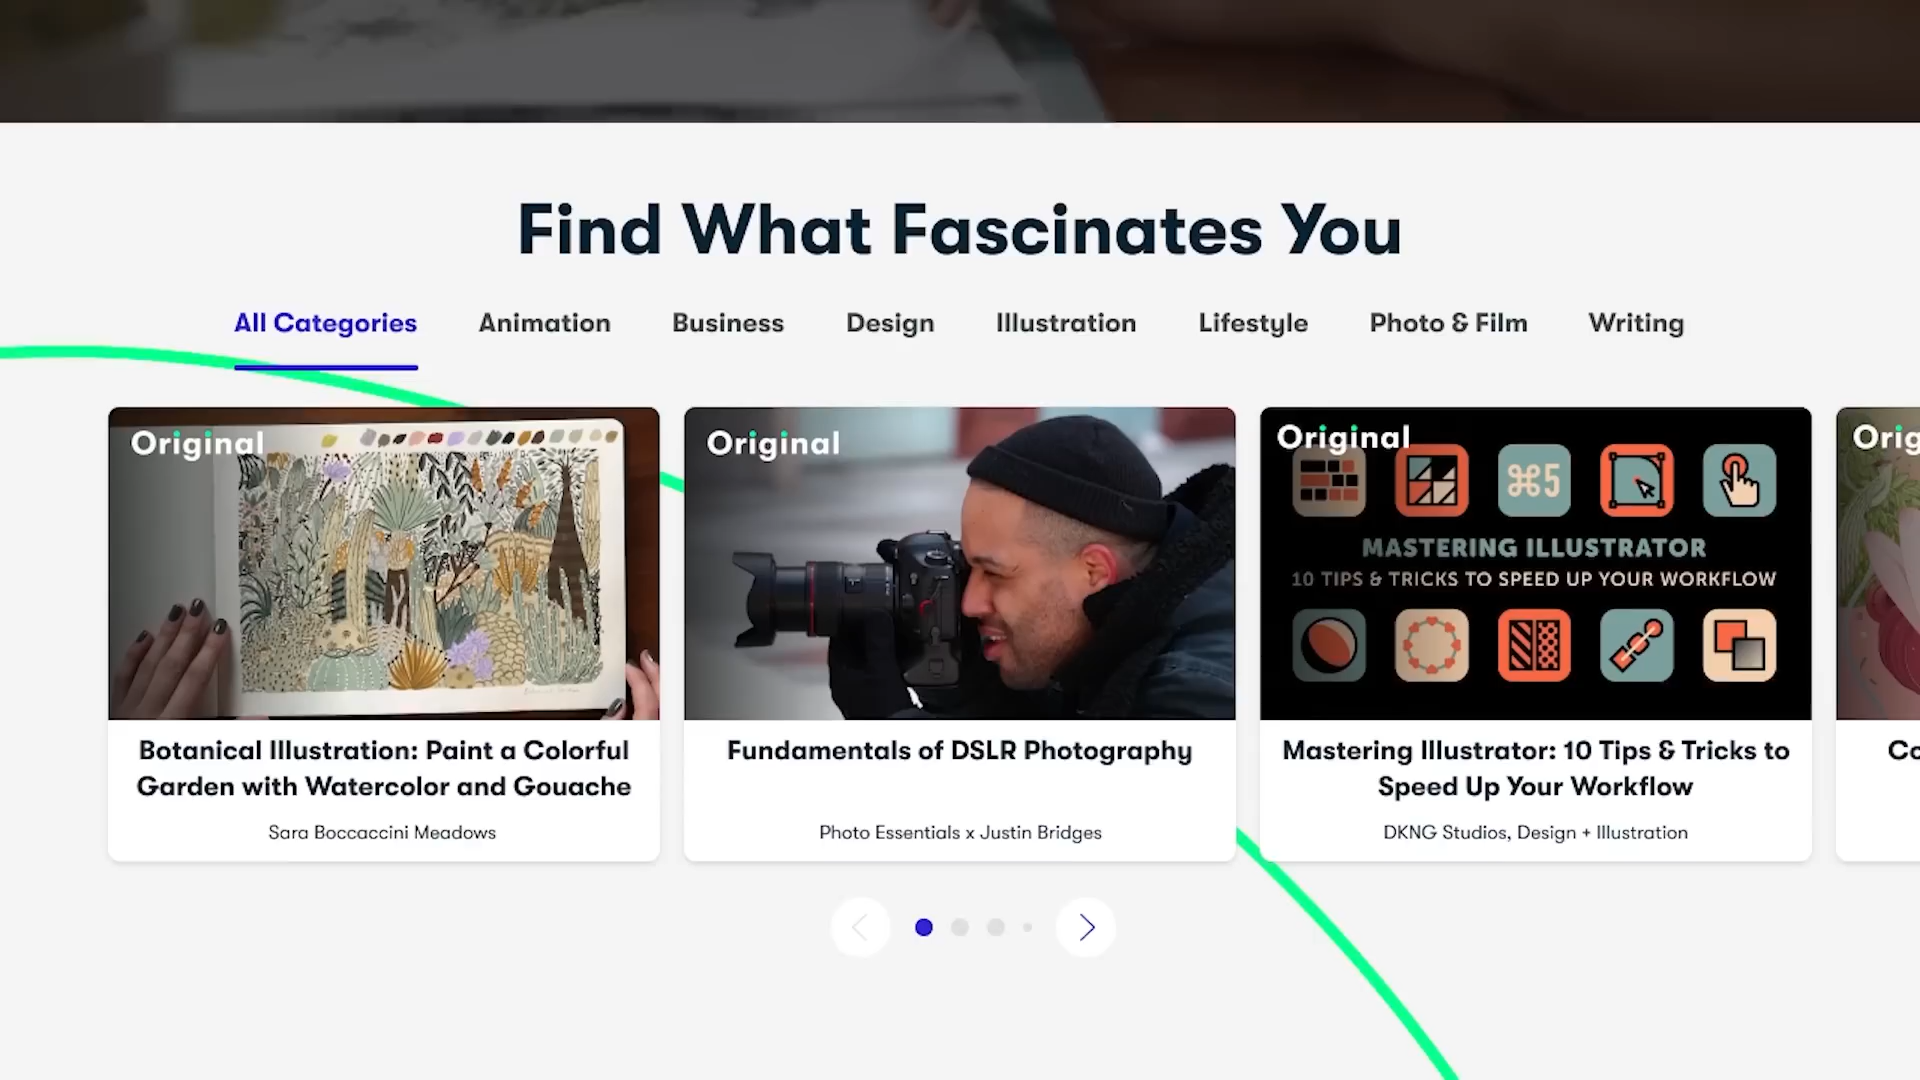 Find What Fascinates You
All Categories
Animation
Business
Design
Illustration
Lifestyle
Photo & Film
Writing
Original
Original
Original
⌘5
MASTERING ILLUSTRATOR
10 TIPS & TRICKS TO SPEED UP YOUR WORKFLOW
Orig
Botanical Illustration: Paint a Colorful
Garden with Watercolor and Gouache
Sara Boccaccini Meadows
Fundamentals of DSLR Photography
Photo Essentials x Justin Bridges
Mastering Illustrator: 10 Tips & Tricks to
Speed Up Your Workflow
DKNG Studios, Design + Illustration
Co